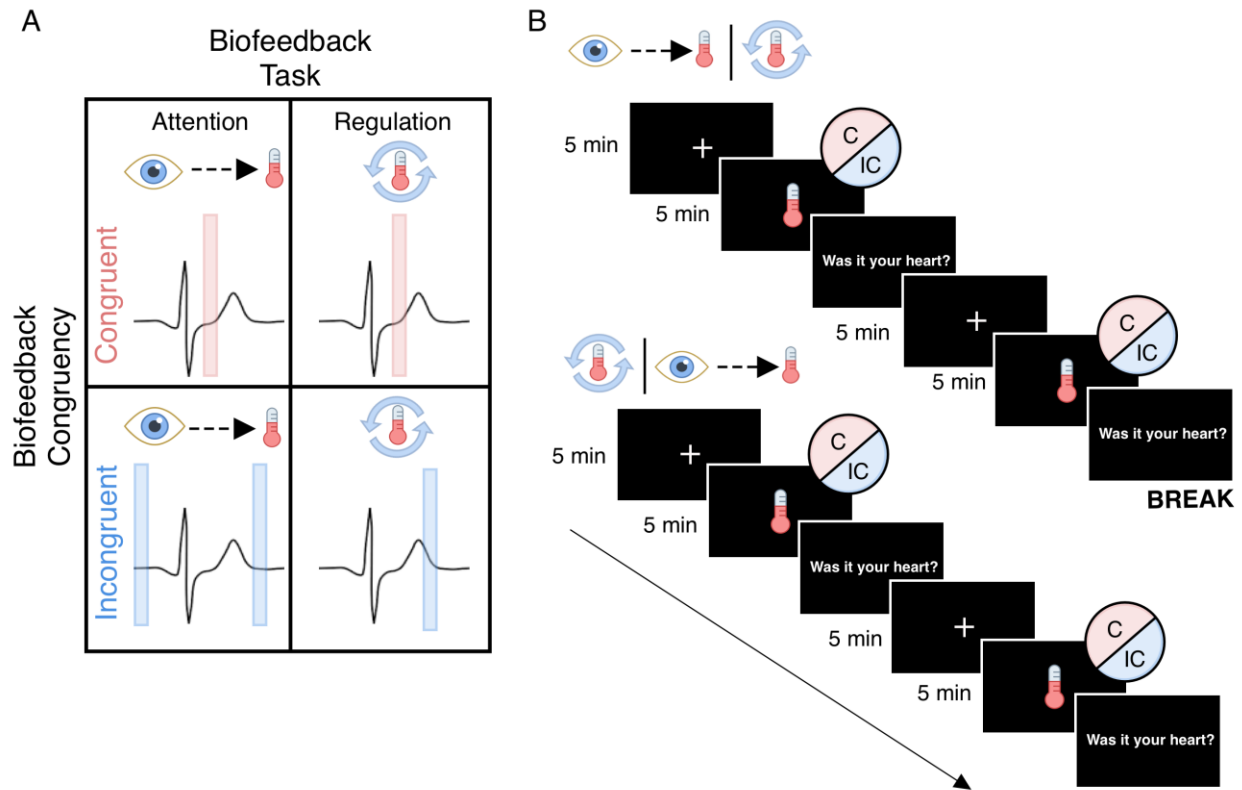 A
Biofeedback
Task
Attention
Regulation
Biofeedback
Congruency
Congruent
Incongruent
B
5 min
C
IC
5 min
Was it your heart?
5 min
C
IC
5 min
Was it your heart?
BREAK
5 min
C
IC
5 min
Was it your heart?
5 min
C
IC
5 min
Was it your heart?